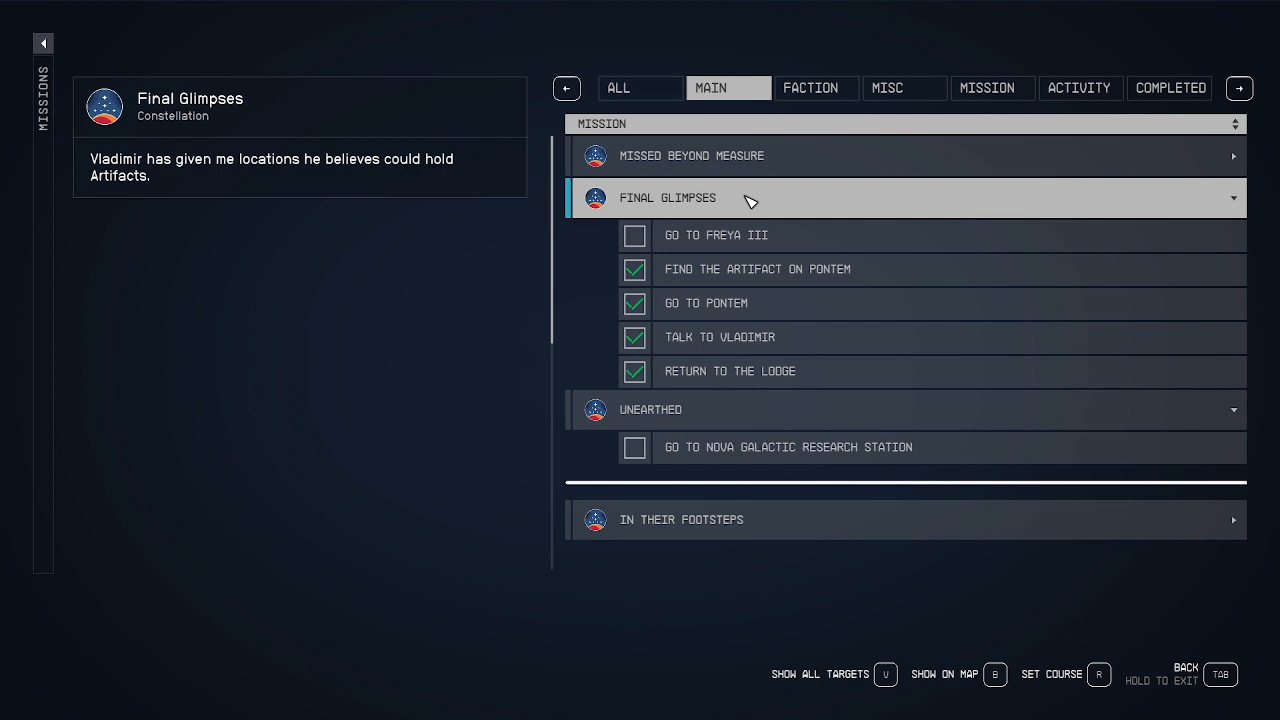 MISSIONS
Final Glimpses
Constellation
Vladimir has given me locations he believes could hold
Artifacts.
ALL MAIN FACTION MISC MISSION ACTIVITY COMPLETED
MISSION
MISSED BEYOND MEASURE
FINAL GLIMPSES
GO TO FREYA III
FIND THE ARTIFACT ON PONTEM
GO TO PONTEM
TALK TO VLADIMIR
RETURN TO THE LODGE
UNEARTHED
GO TO NOVA GALACTIC RESEARCH STATION
IN THEIR FOOTSTEPS
SHOW ALL TARGETS V SHOW ON MAP B SET COURSE R BACK TAB
HOLD TO EXIT